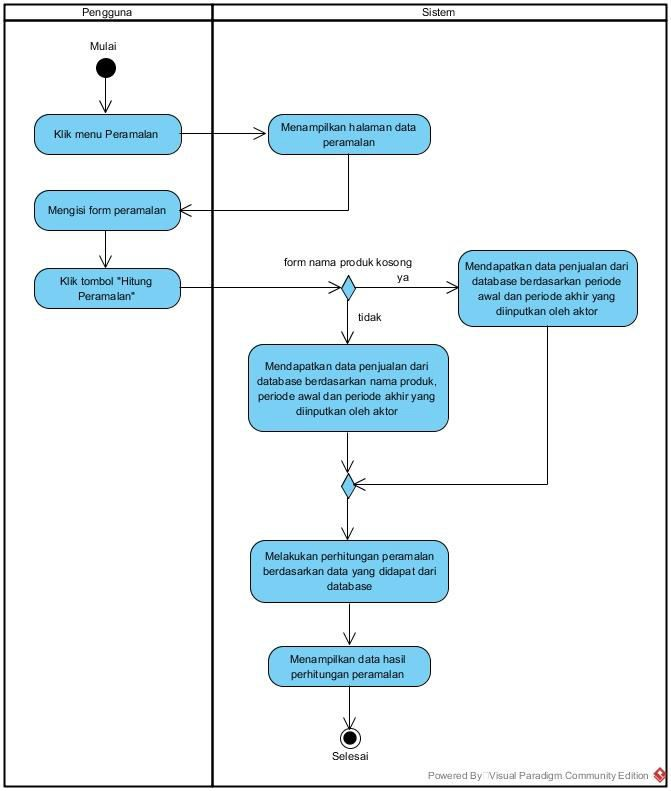 Pengguna
Sistem
Mulai
Klik menu Peramalan
Menampilkan halaman data
peramalan
Mengisi form peramalan
Klik tombol "Hitung
Peramalan"
form nama produk kosong
ya
Mendapatkan data penjualan dari
database berdasarkan periode
awal dan periode akhir yang
diinputkan oleh aktor
tidak
Mendapatkan data penjualan dari
database berdasarkan nama produk,
periode awal dan periode akhir yang
diinputkan oleh aktor
Melakukan perhitungan peramalan
berdasarkan data yang didapat dari
database
Menampilkan data hasil
perhitungan peramalan
Selesai
Powered By Visual Paradigm Community Edition